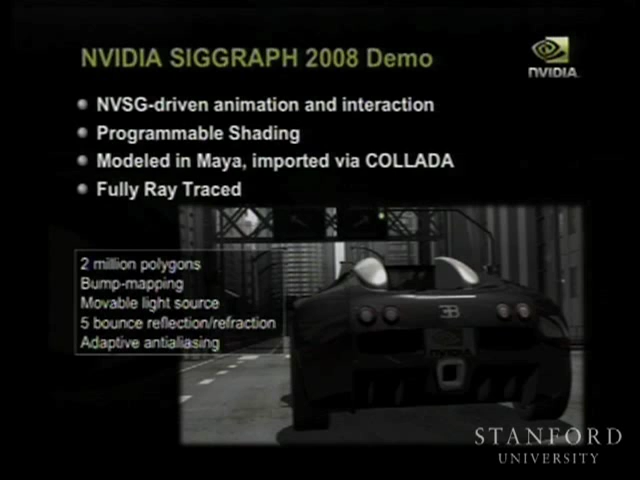 NVIDIA SIGGRAPH 2008 Demo
NVIDIA
NVSG-driven animation and interaction
Programmable Shading
Modeled in Maya, imported via COLLADA
Fully Ray Traced
2 million polygons
Bump-mapping
Movable light source
5 bounce reflection/refraction
Adaptive antialiasing
STANFORD
UNIVERSITY